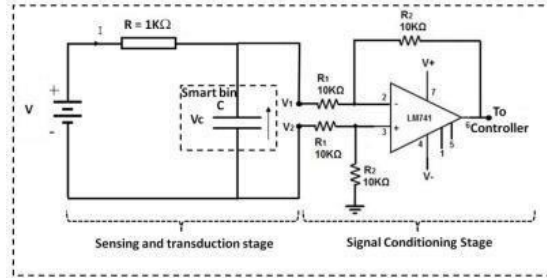 R = 1KΩ
I
R₂
10KΩ
V+
7
+
V
-
Smart bin
C
Vc
V₁
R₁
10KΩ
2
-
LM741
6
To
Controller
V₂
R₁
10KΩ
3
+
4
1
5
R₂
10KΩ
V-
Sensing and transduction stage
Signal Conditioning Stage